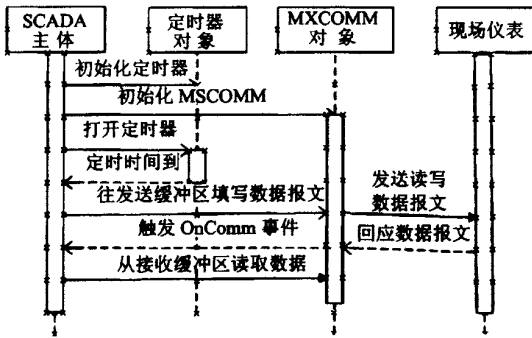 SCADA
主 体
定时器
对 象
MXCOMM
对 象
现场仪表
初始化定时器
初始化 MSCOMM
打开定时器
定时时间到
往发送缓冲区填写数据报文
发送读写
数据报文
触发 OnComm 事件
回应数据报文
从接收缓冲区读取数据